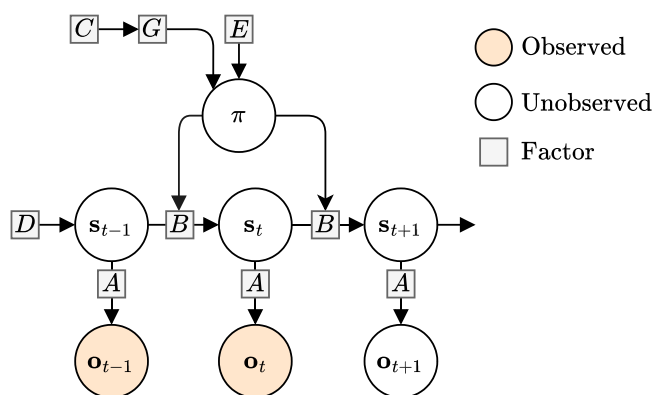 C G E
Observed
π
Unobserved
Factor
D s_{t−1} B s_t B s_{t+1}
A A A
o_{t−1} o_t o_{t+1}